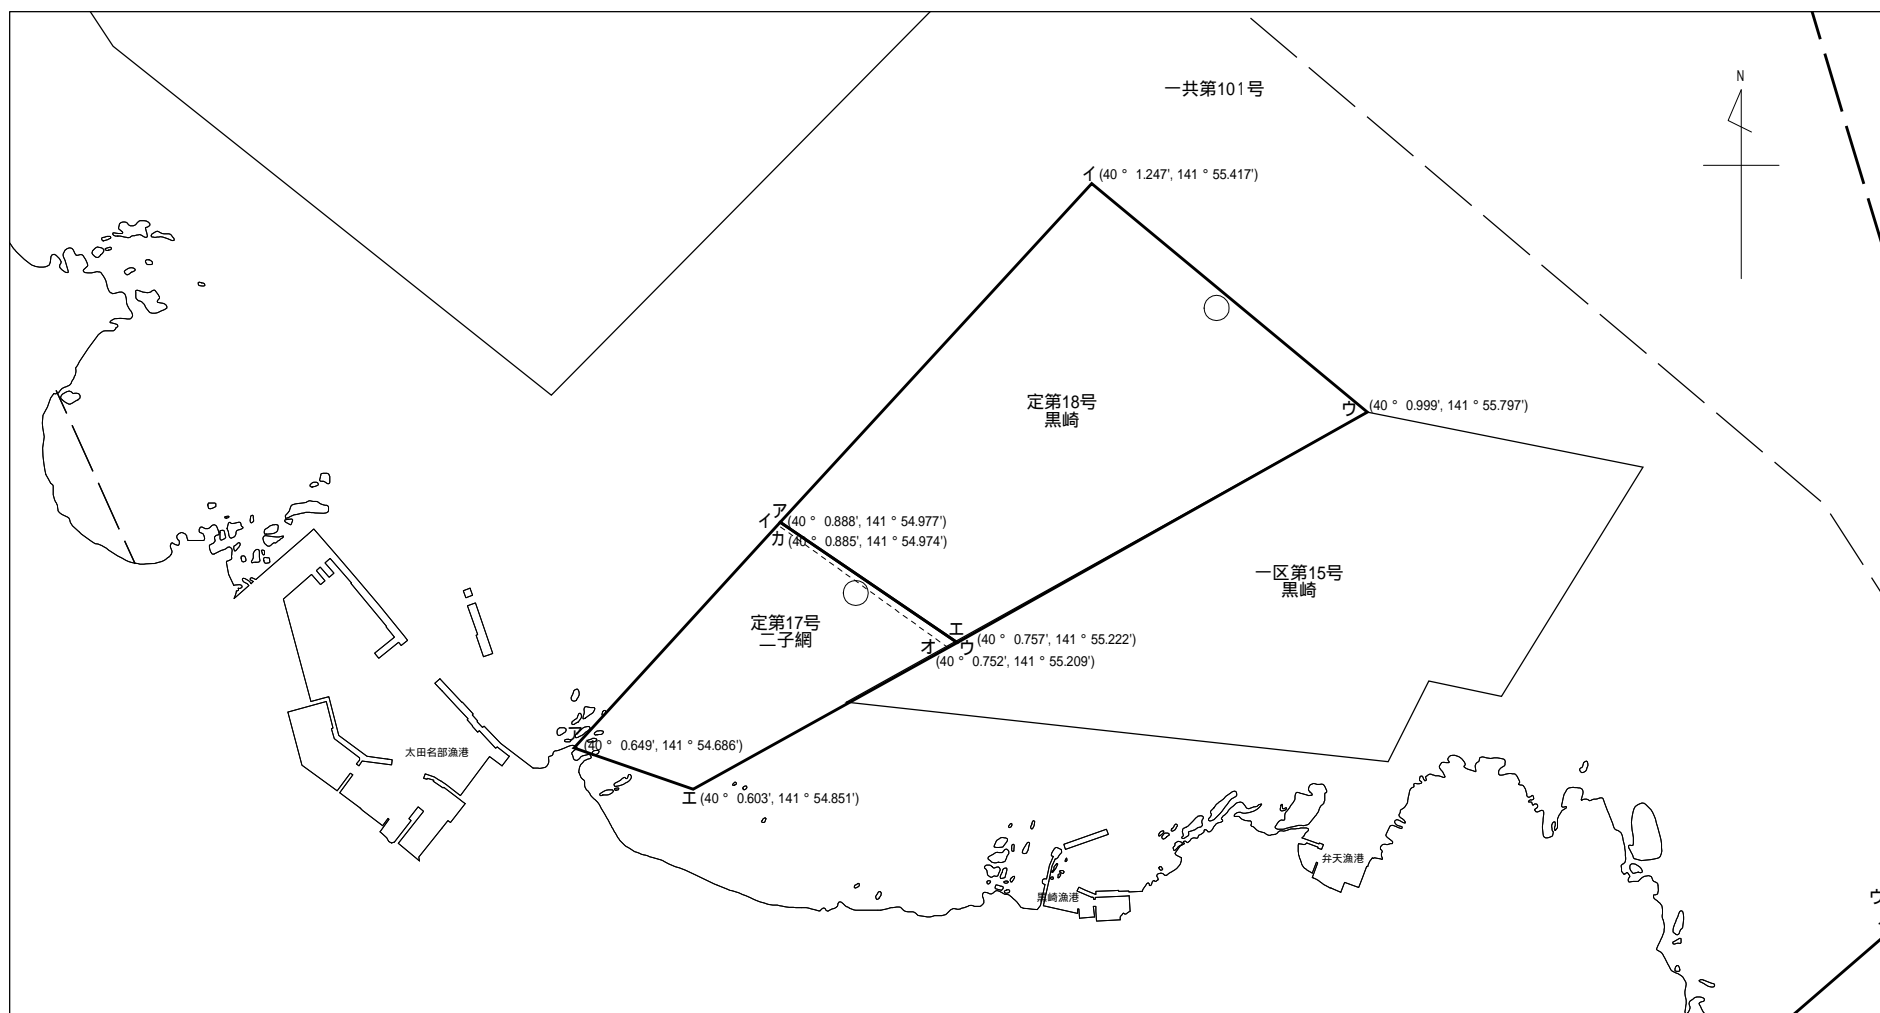 N
一共第101号
イ (40 ° 1.247', 141 ° 55.417')
定第18号
黒崎
ウ (40 ° 0.999', 141 ° 55.797')
ア
イ (40 ° 0.888', 141 ° 54.977')
カ (40 ° 0.885', 141 ° 54.974')
一区第15号
黒崎
定第17号
二子網
エ
ウ (40 ° 0.757', 141 ° 55.222')
オ (40 ° 0.752', 141 ° 55.209')
ア (40 ° 0.649', 141 ° 54.686')
太田名部漁港
エ (40 ° 0.603', 141 ° 54.851')
弁天漁港
黒崎漁港
ウ